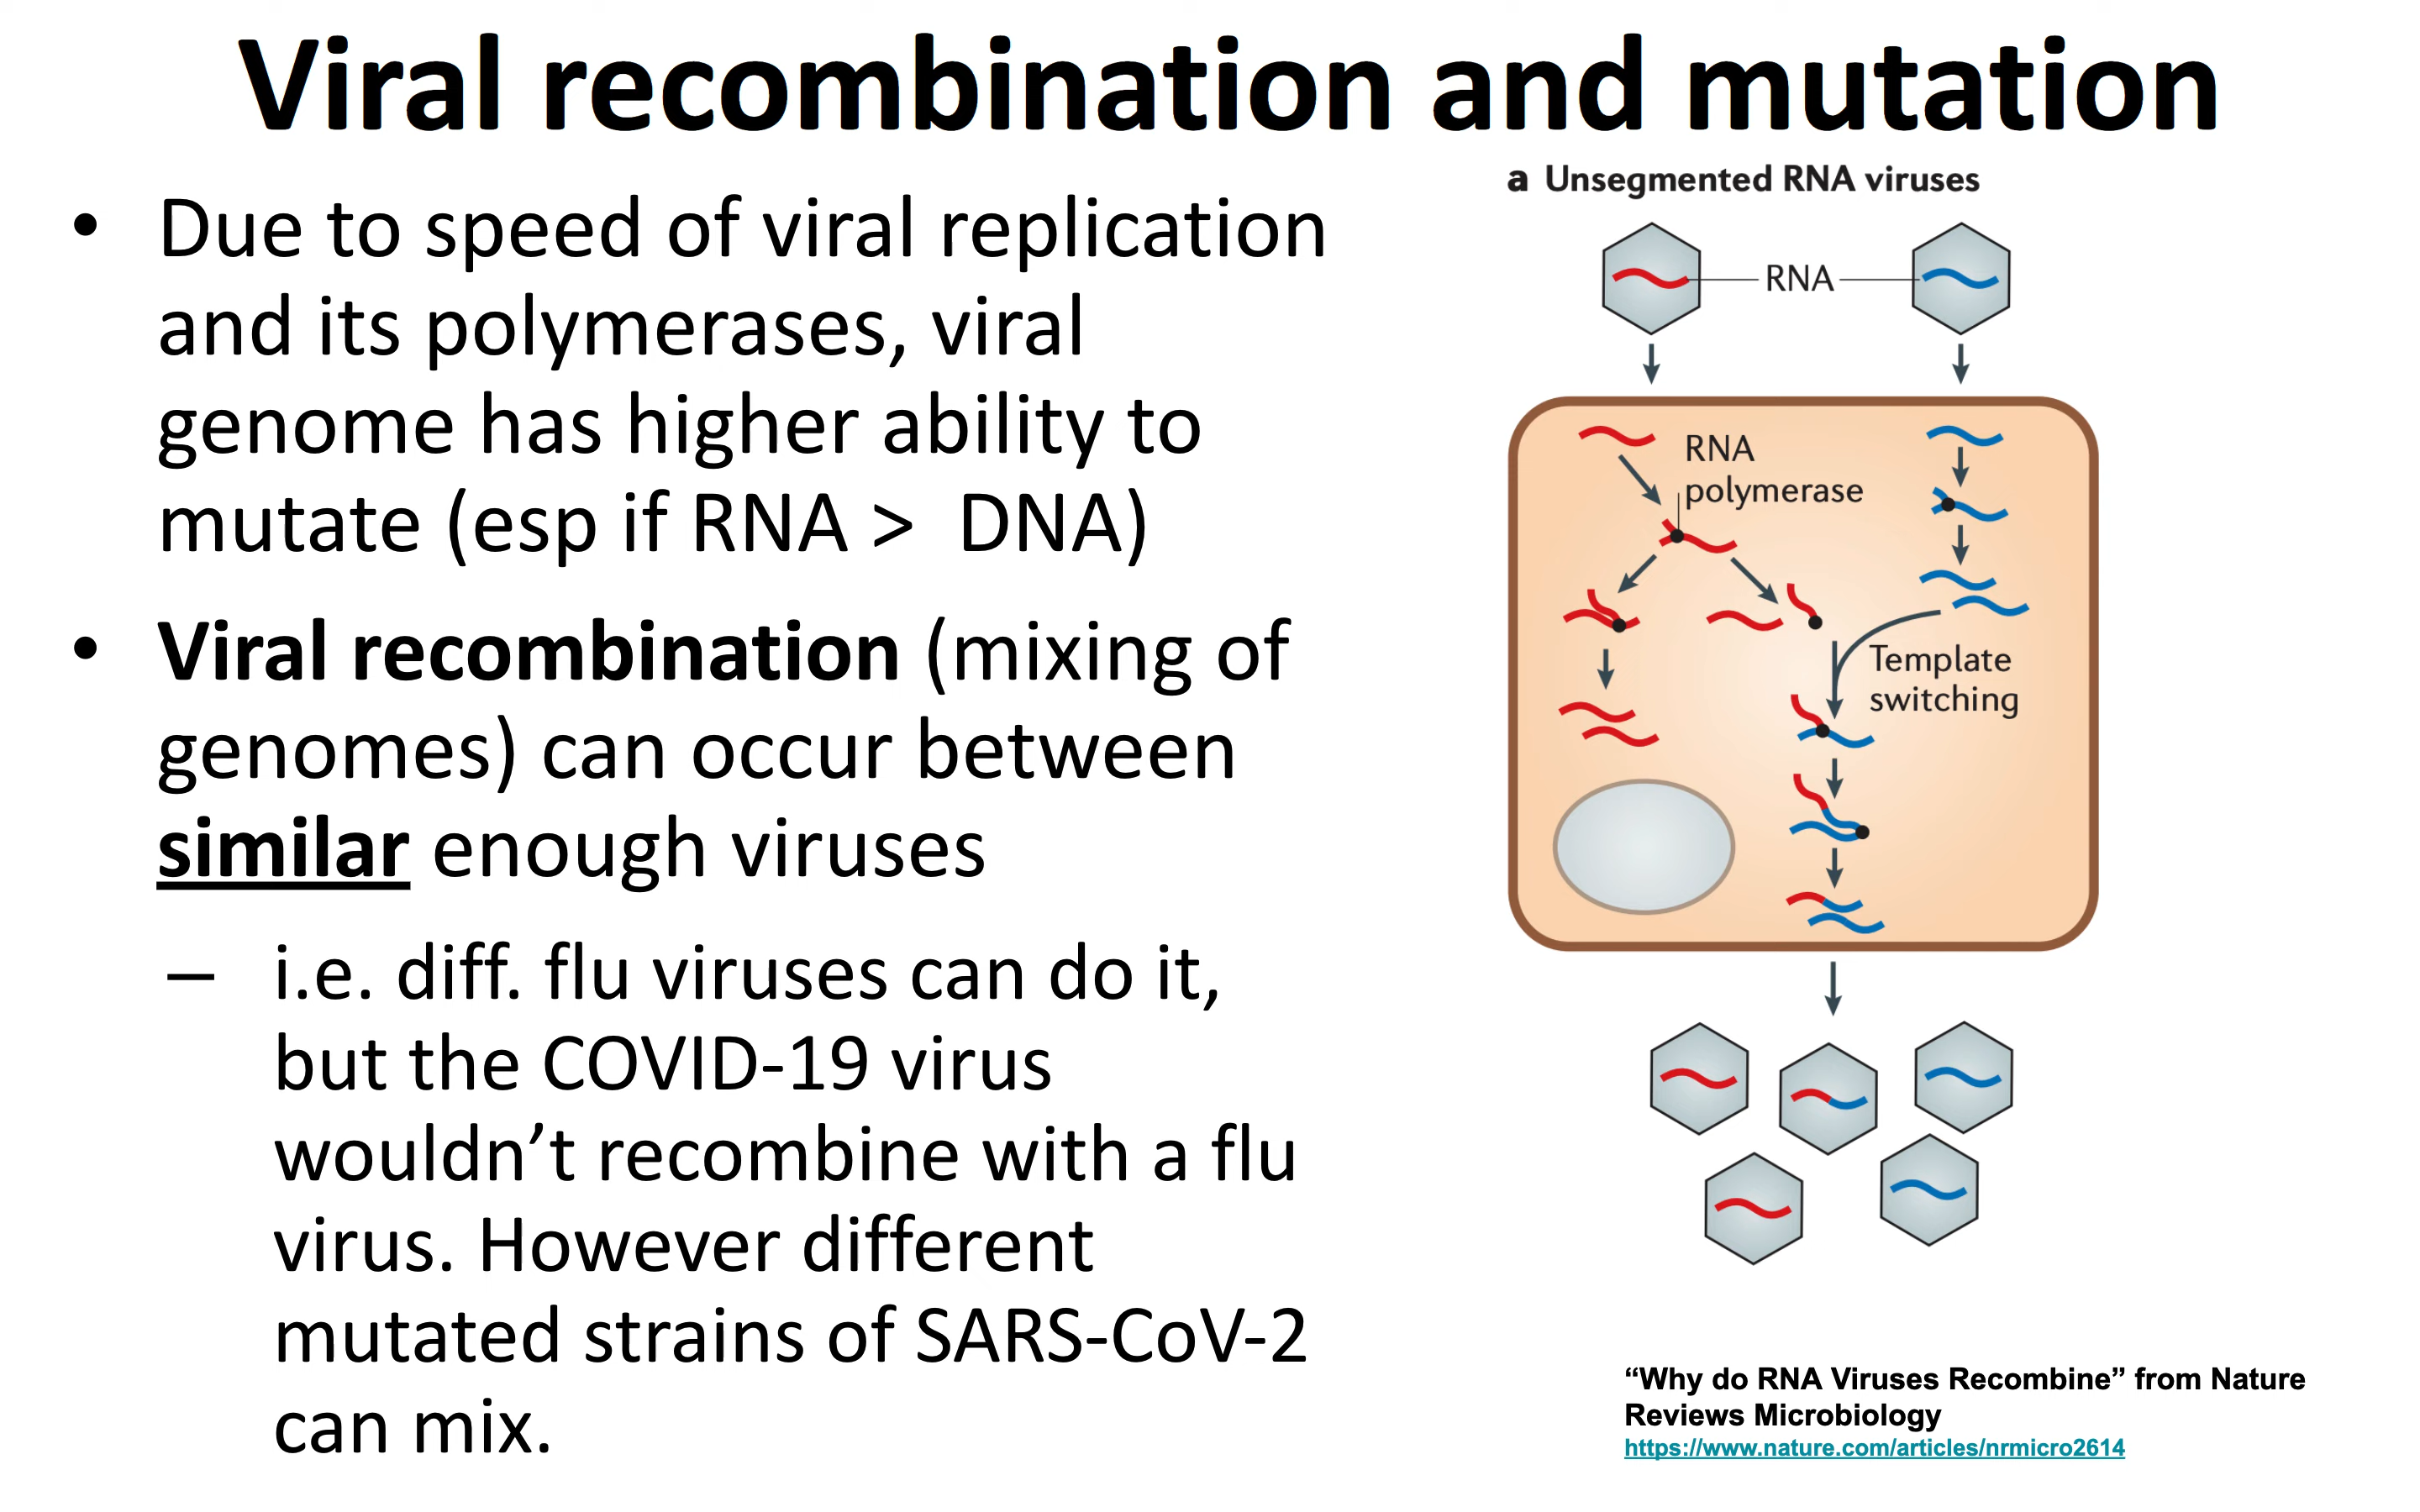 Viral recombination and mutation
• Due to speed of viral replication
and its polymerases, viral
genome has higher ability to
mutate (esp if RNA > DNA)
• Viral recombination (mixing of
genomes) can occur between
similar enough viruses
– i.e. diff. flu viruses can do it,
but the COVID-19 virus
wouldn’t recombine with a flu
virus. However different
mutated strains of SARS-CoV-2
can mix.
a Unsegmented RNA viruses
RNA
RNA
polymerase
Template
switching
“Why do RNA Viruses Recombine” from Nature
Reviews Microbiology
https://www.nature.com/articles/nrmicro2614